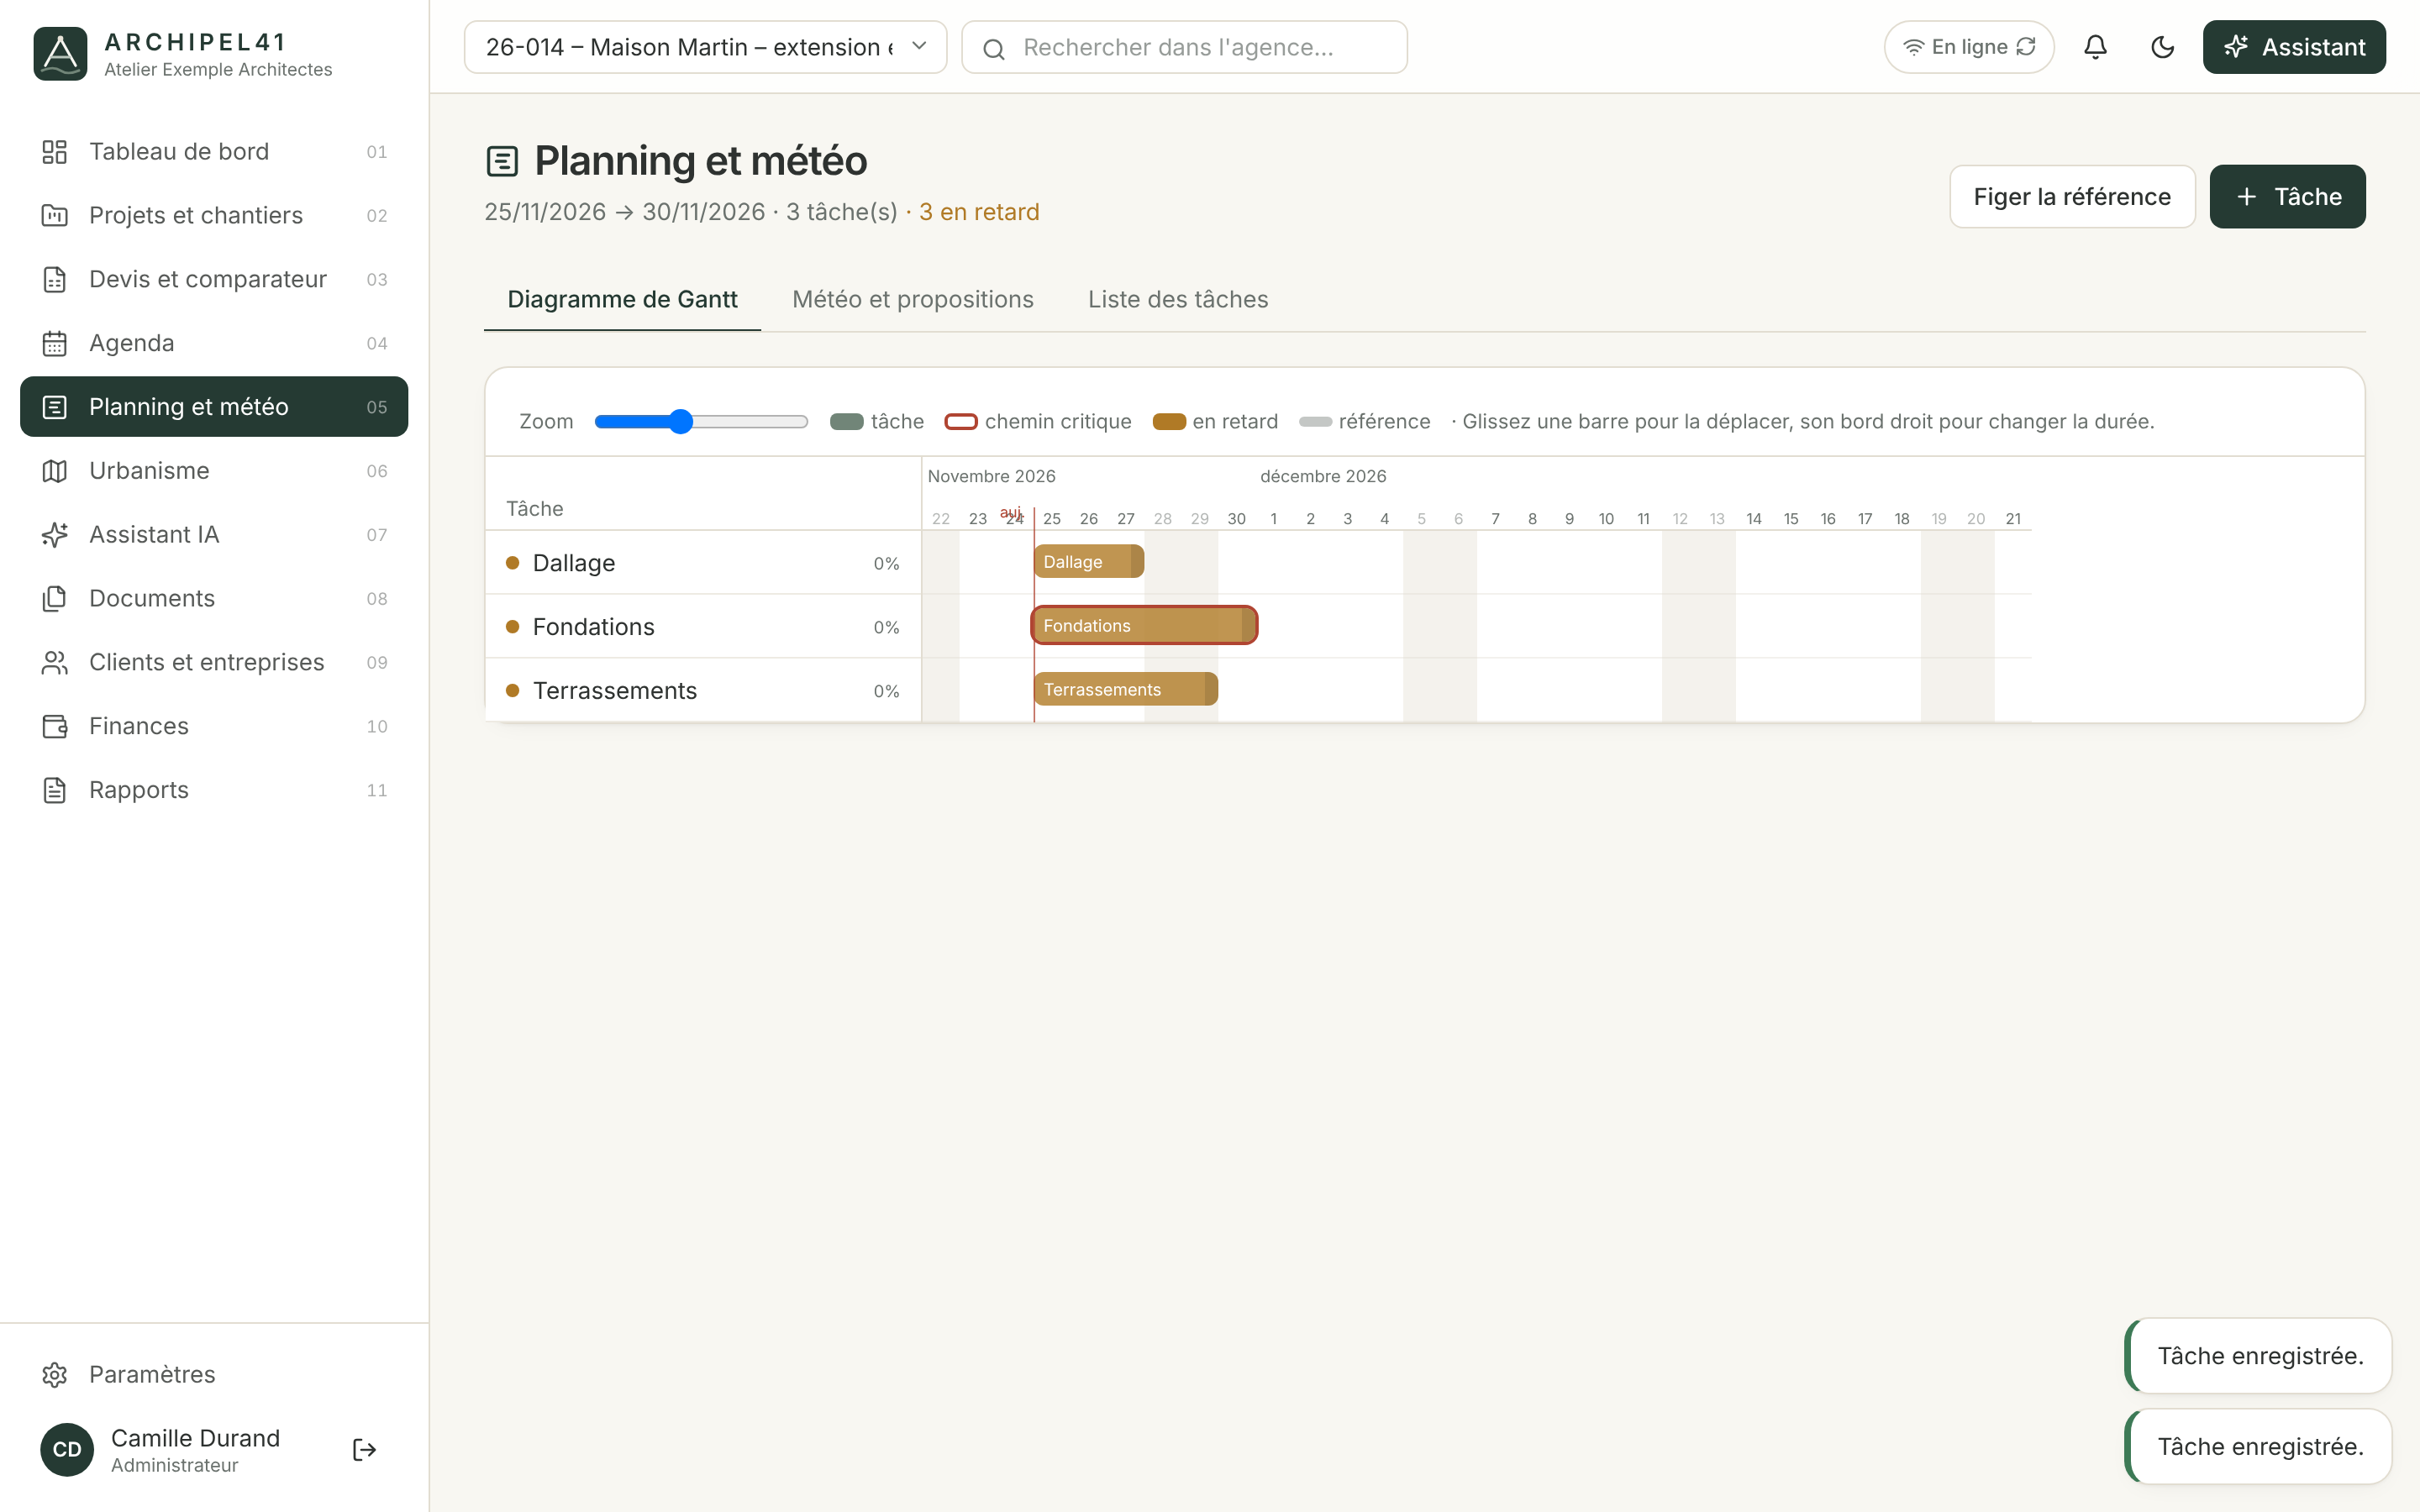 ARCHIPEL41
Atelier Exemple Architectes
Tableau de bord 01
Projets et chantiers 02
Devis et comparateur 03
Agenda 04
Planning et météo 05
Urbanisme 06
Assistant IA 07
Documents 08
Clients et entreprises 09
Finances 10
Rapports 11
Paramètres
CD
Camille Durand
Administrateur
26-014 – Maison Martin – extension
Rechercher dans l'agence...
En ligne
Assistant
Planning et météo
25/11/2026 → 30/11/2026 · 3 tâche(s) · 3 en retard
Figer la référence
+ Tâche
Diagramme de Gantt
Météo et propositions
Liste des tâches
Zoom
tâche
chemin critique
en retard
référence
· Glissez une barre pour la déplacer, son bord droit pour changer la durée.
Novembre 2026 décembre 2026
Tâche
auj.
22 23 24 25 26 27 28 29 30 1 2 3 4 5 6 7 8 9 10 11 12 13 14 15 16 17 18 19 20 21
Dallage 0% Dallage
Fondations 0% Fondations
Terrassements 0% Terrassements
Tâche enregistrée.
Tâche enregistrée.